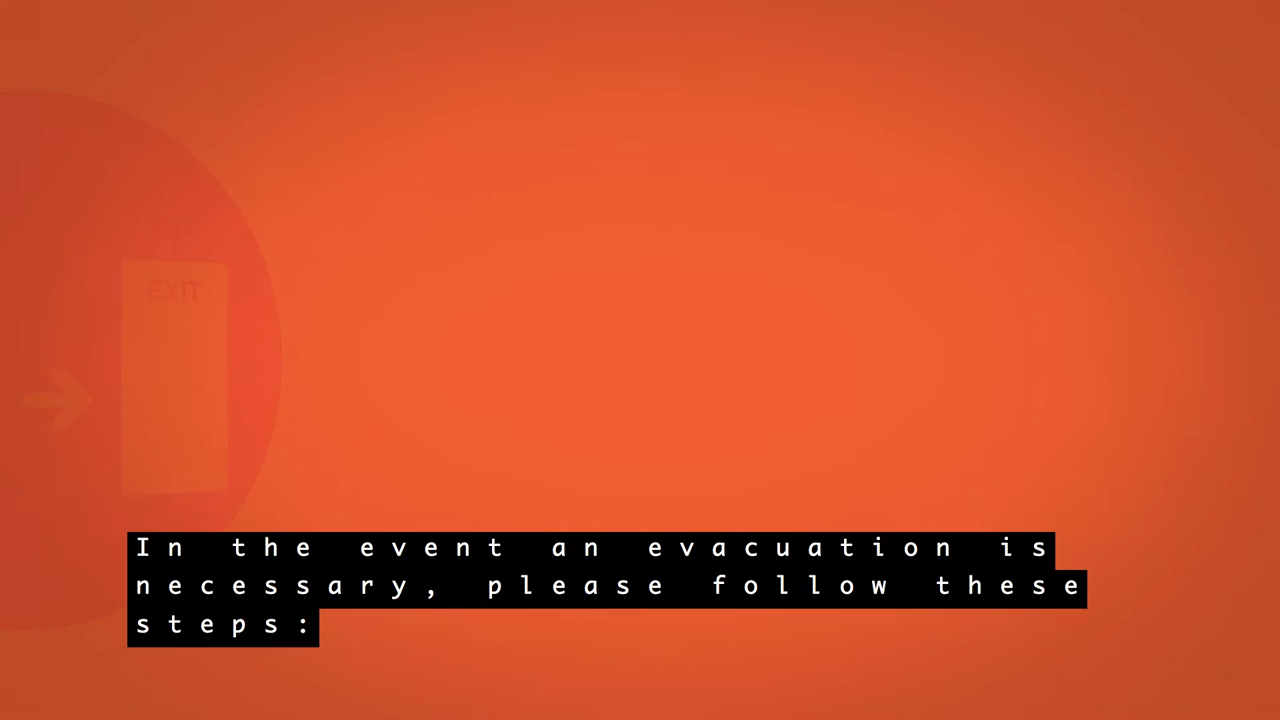 EXIT
In the event an evacuation is
necessary, please follow these
steps: